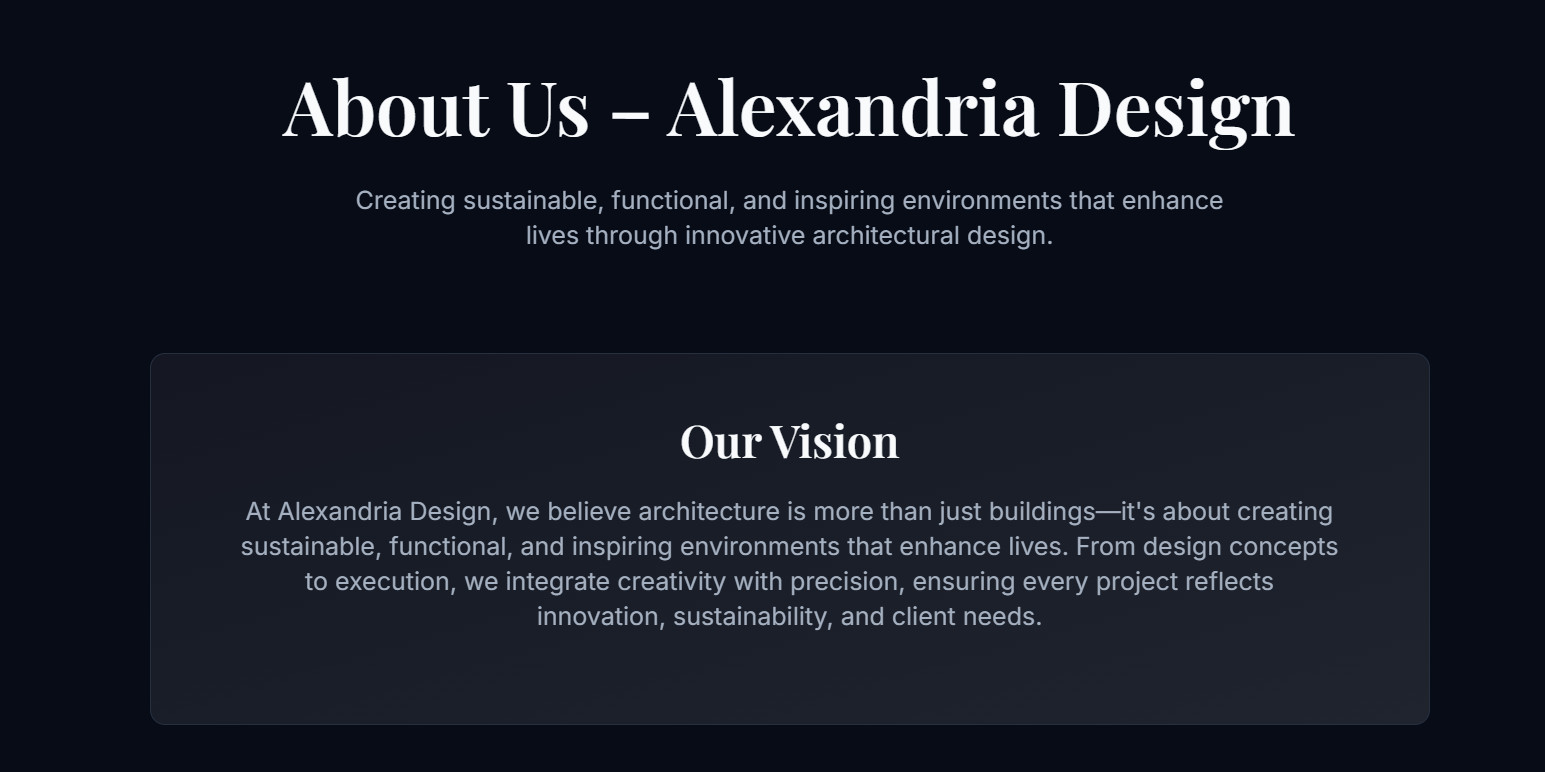 About Us – Alexandria Design
Creating sustainable, functional, and inspiring environments that enhance
lives through innovative architectural design.
Our Vision
At Alexandria Design, we believe architecture is more than just buildings—it's about creating
sustainable, functional, and inspiring environments that enhance lives. From design concepts
to execution, we integrate creativity with precision, ensuring every project reflects
innovation, sustainability, and client needs.